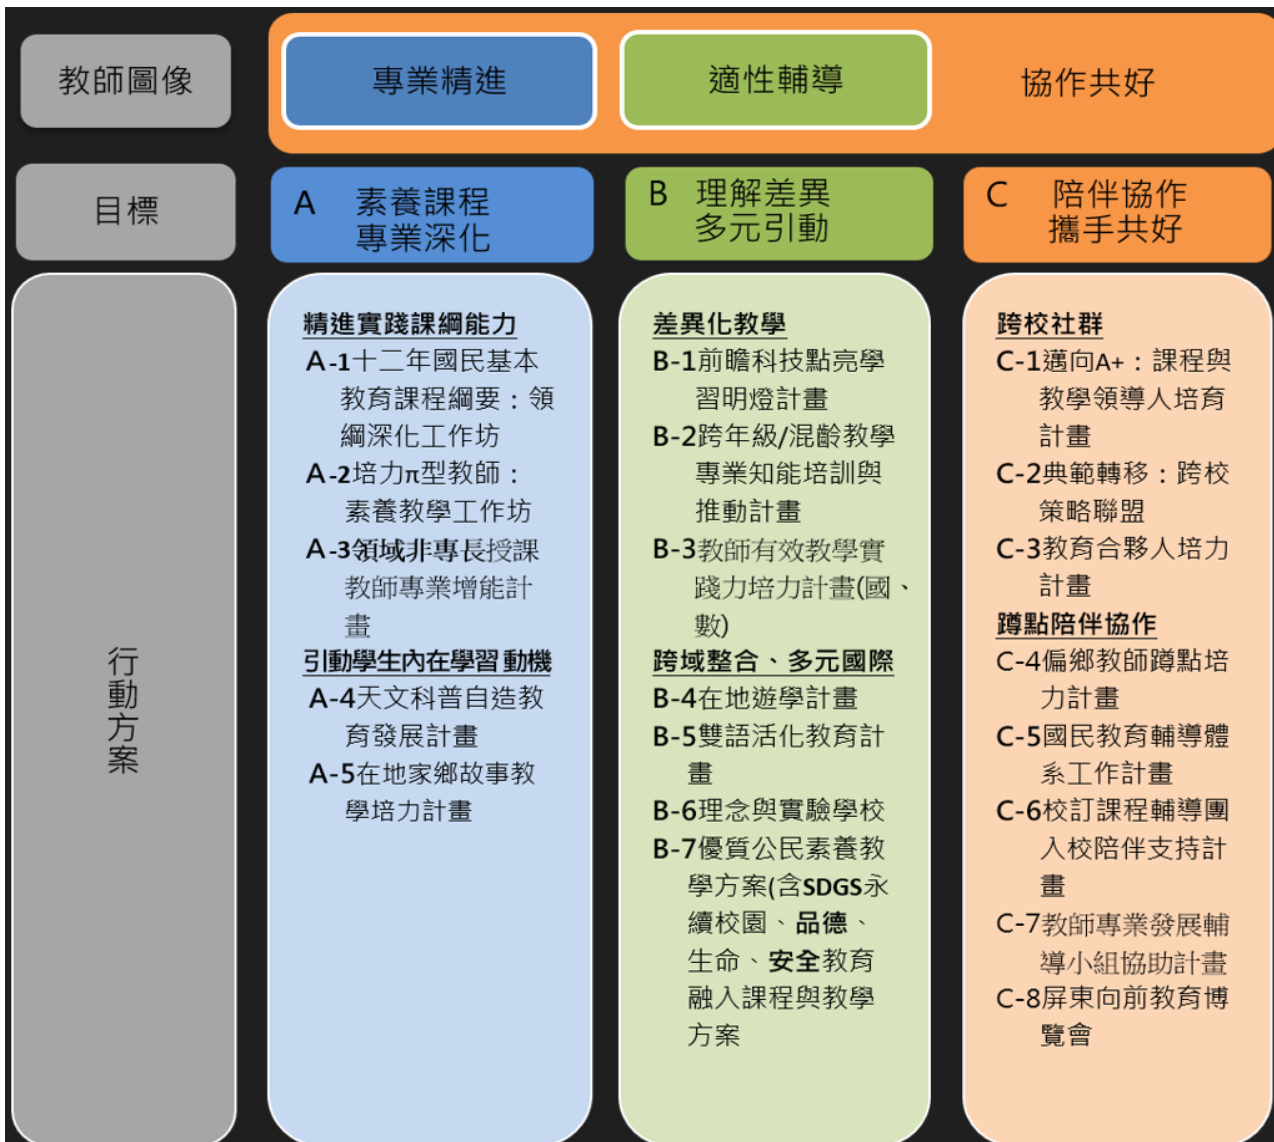 教師圖像
專業精進
適性輔導
協作共好
目標
A 素養課程
專業深化
B 理解差異
多元引動
C 陪伴協作
攜手共好
行動方案
精進實踐課綱能力
A-1十二年國民基本
教育課程綱要：領
綱深化工作坊
A-2培力π型教師：
素養教學工作坊
A-3領域非專長授課
教師專業增能計
畫
引動學生內在學習動機
A-4天文科普自造教
育發展計畫
A-5在地家鄉故事教
學培力計畫
差異化教學
B-1前瞻科技點亮學
習明燈計畫
B-2跨年級/混齡教學
專業知能培訓與
推動計畫
B-3教師有效教學實
踐力培力計畫(國、
數)
跨域整合、多元國際
B-4在地遊學計畫
B-5雙語活化教育計
畫
B-6理念與實驗學校
B-7優質公民素養教
學方案(含SDGS永
續校園、品德、
生命、安全教育
融入課程與教學
方案
跨校社群
C-1邁向A+：課程與
教學領導人培育
計畫
C-2典範轉移：跨校
策略聯盟
C-3教育合夥人培力
計畫
蹲點陪伴協作
C-4偏鄉教師蹲點培
力計畫
C-5國民教育輔導體
系工作計畫
C-6校訂課程輔導團
入校陪伴支持計
畫
C-7教師專業發展輔
導小組協助計畫
C-8屏東向前教育博
覽會